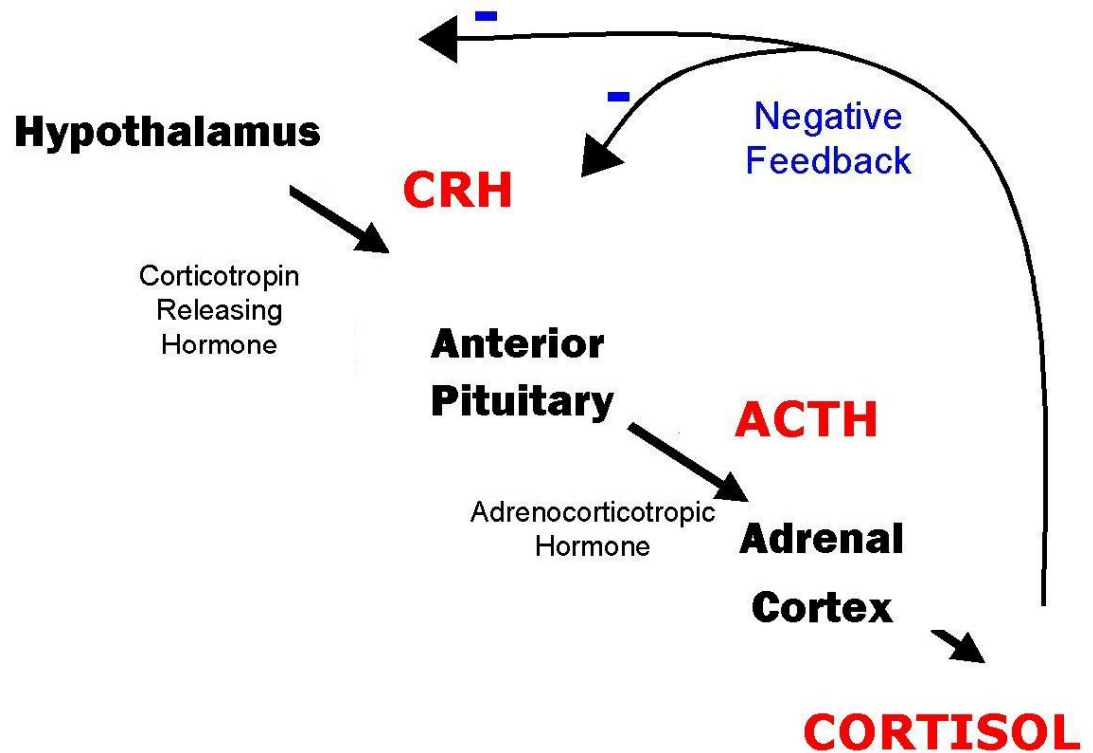 -
-
Negative
Feedback
Hypothalamus
CRH
Corticotropin
Releasing
Hormone
Anterior
Pituitary
ACTH
Adrenocorticotropic
Hormone
Adrenal
Cortex
CORTISOL